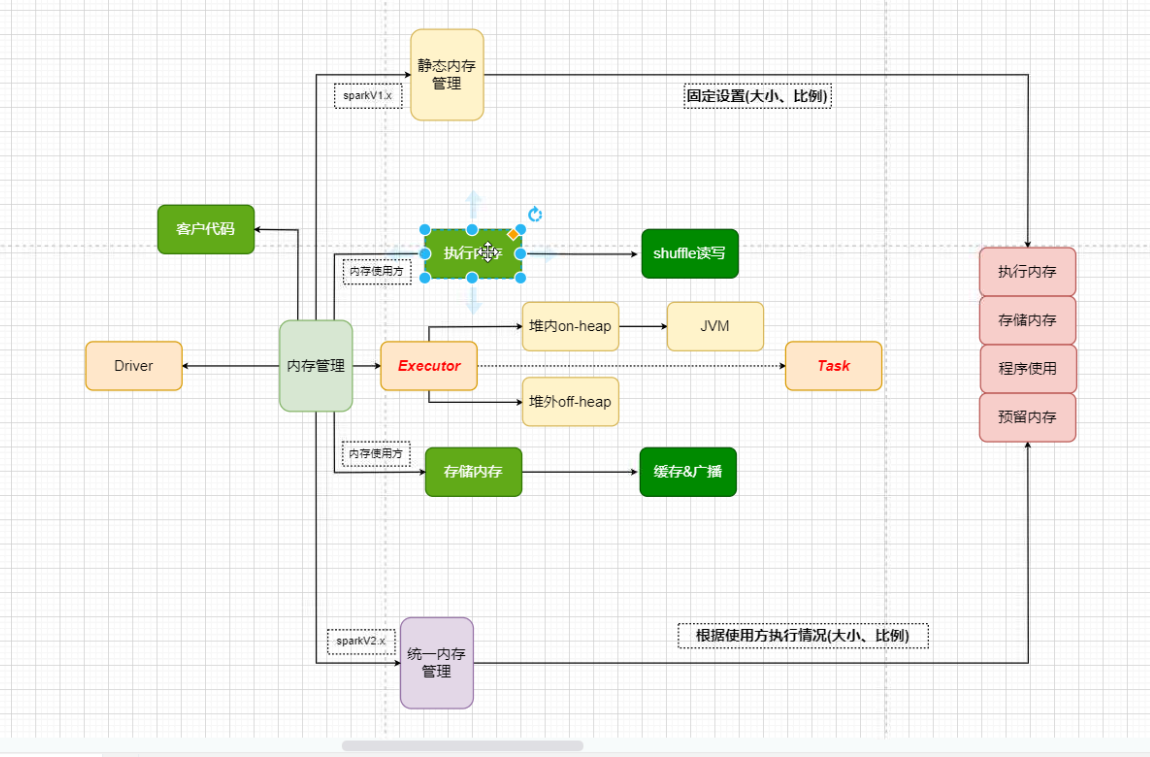 静态内存
管理
sparkV1.x
固定设置(大小、比例)
客户代码
执行内存
shuffle读写
内存使用方
执行内存
存储内存
程序使用
预留内存
堆内on-heap
JVM
Driver
内存管理
Executor
Task
堆外off-heap
内存使用方
存储内存
缓存&广播
sparkV2.x
统一内存
管理
根据使用方执行情况(大小、比例)